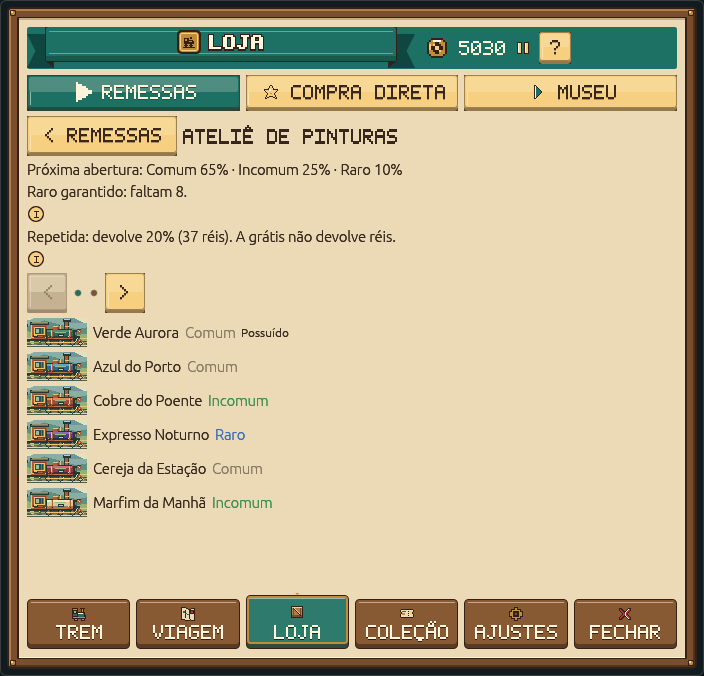 LOJA
5030
?
REMESSAS
COMPRA DIRETA
MUSEU
< REMESSAS
ATELIÊ DE PINTURAS
Próxima abertura: Comum 65% · Incomum 25% · Raro 10%
Raro garantido: faltam 8.
I
Repetida: devolve 20% (37 réis). A grátis não devolve réis.
I
< >
Verde Aurora Comum Possuído
Azul do Porto Comum
Cobre do Poente Incomum
Expresso Noturno Raro
Cereja da Estação Comum
Marfim da Manhã Incomum
TREM
VIAGEM
LOJA
COLEÇÃO
AJUSTES
FECHAR